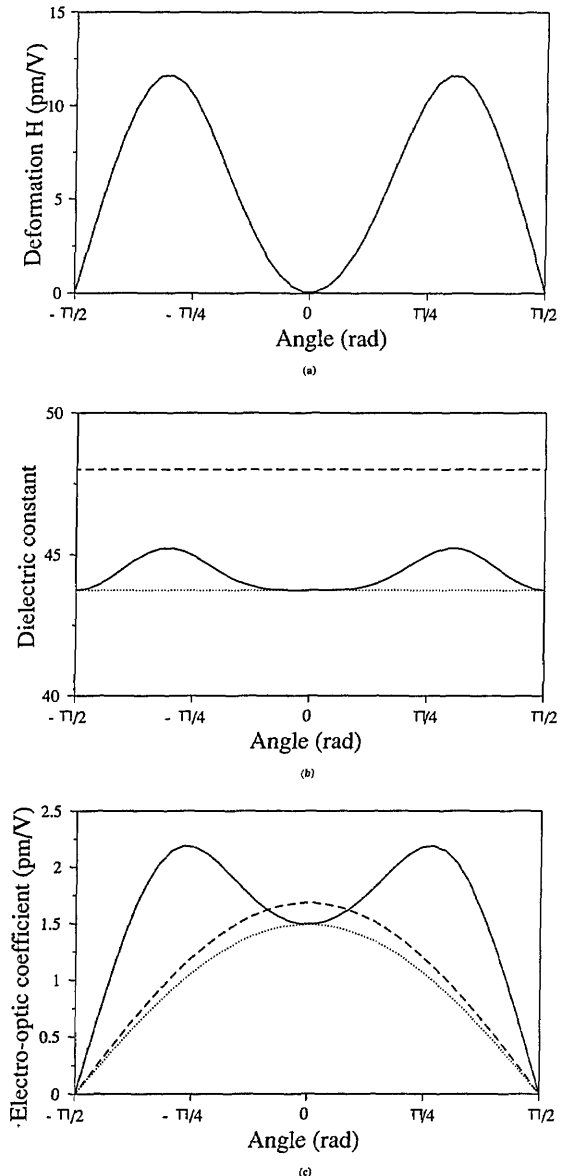 15
10
5
0
Deformation H (pm/V)
- π/2
- π/4
0
π/4
π/2
Angle (rad)
(a)
50
45
40
Dielectric constant
- π/2
- π/4
0
π/4
π/2
Angle (rad)
(b)
2.5
2
1.5
1
0.5
0
Electro-optic coefficient (pm/V)
- π/2
- π/4
0
π/4
π/2
Angle (rad)
(c)